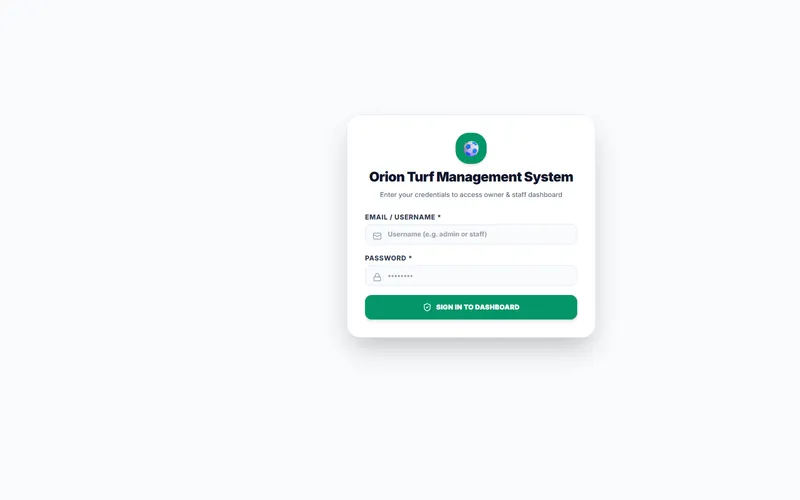 Orion Turf Management System
Enter your credentials to access owner & staff dashboard
EMAIL / USERNAME *
Username (e.g. admin or staff)
PASSWORD *
••••••••
SIGN IN TO DASHBOARD